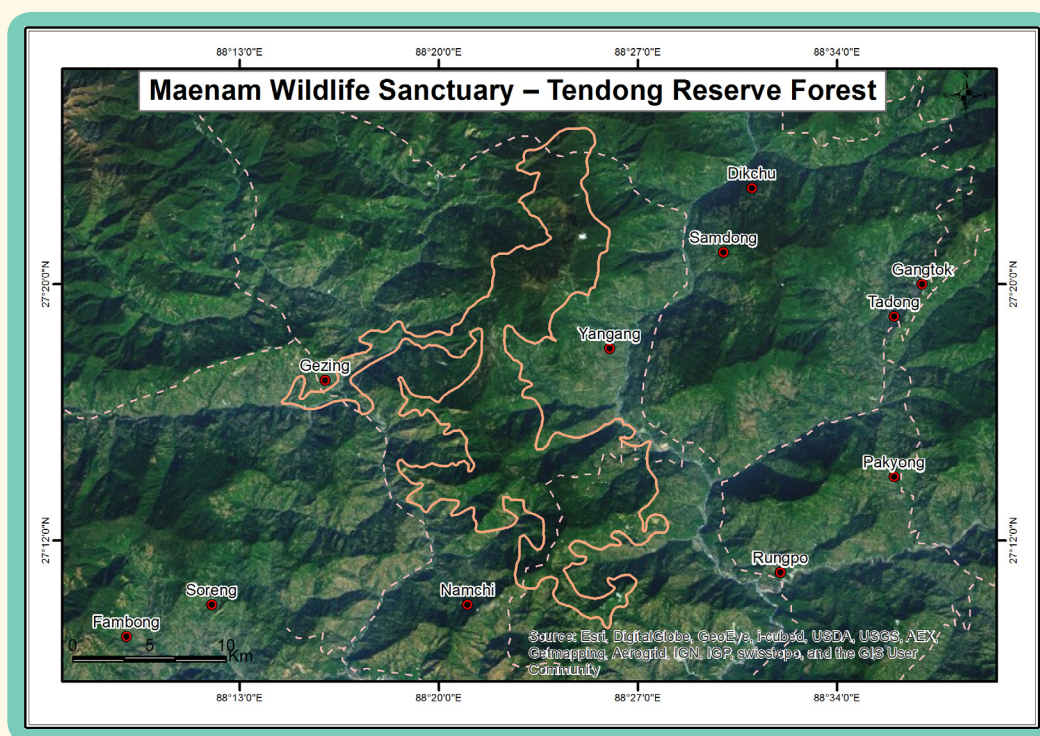 88°13'0"E 88°20'0"E 88°27'0"E 88°34'0"E
Maenam Wildlife Sanctuary – Tendong Reserve Forest
W E
Dikchu
Samdong
27°20'0"N Gangtok 27°20'0"N
Tadong
Yangang
Gezing
Pakyong
27°12'0"N 27°12'0"N
Rungpo
Soreng Namchi
Fambong
0 5 10
Km
Source: Esri, DigitalGlobe, GeoEye, i-cubed, USDA, USGS, AEX,
Getmapping, Aerogrid, IGN, IGP, swisstopo, and the GIS User
Community
88°13'0"E 88°20'0"E 88°27'0"E 88°34'0"E